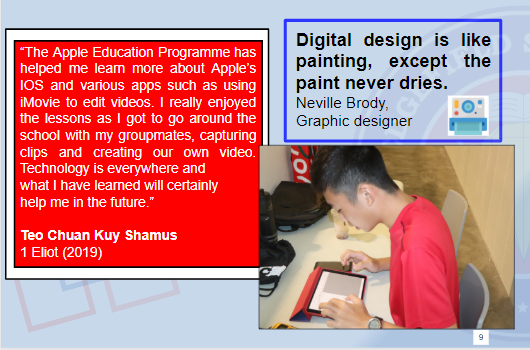 “The Apple Education Programme has
helped me learn more about Apple’s
IOS and various apps such as using
iMovie to edit videos. I really enjoyed
the lessons as I got to go around the
school with my groupmates, capturing
clips and creating our own video.
Technology is everywhere and
what I have learned will certainly
help me in the future.”
Teo Chuan Kuy Shamus
1 Eliot (2019)
Digital design is like
painting, except the
paint never dries.
Neville Brody,
Graphic designer
9